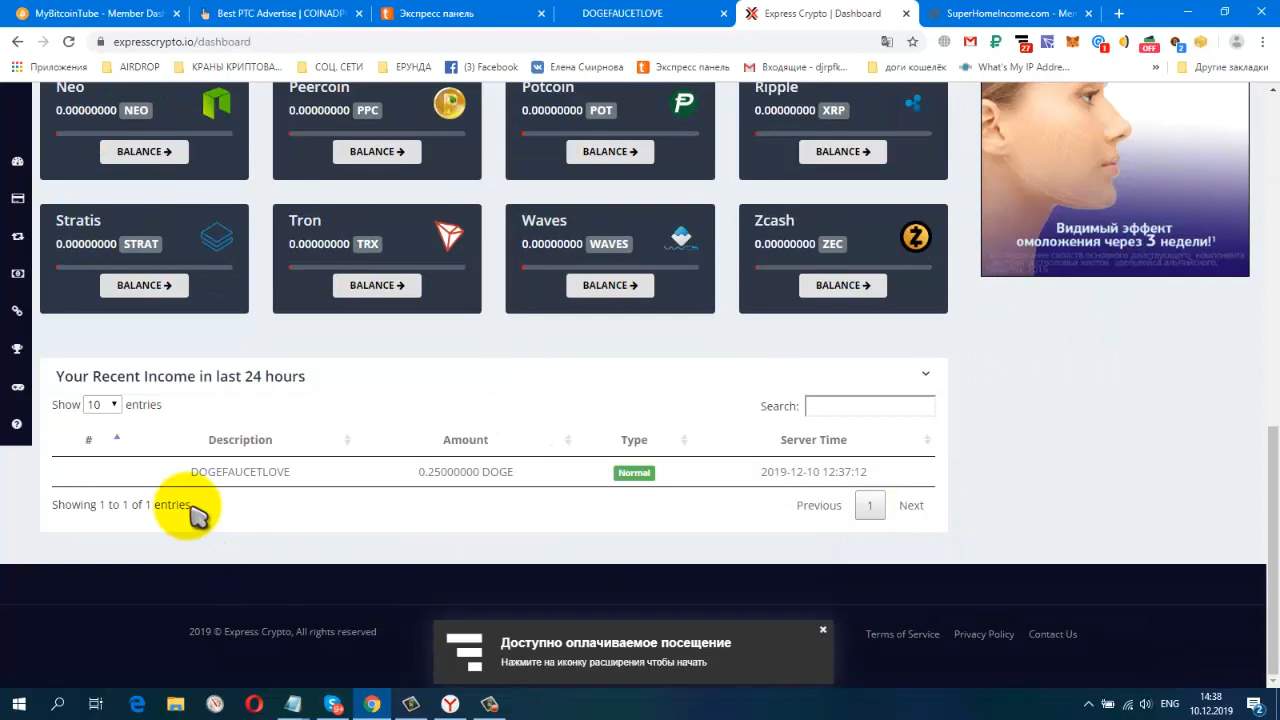 MyBitcoinTube - Member Dash
Best PTC Advertise | COINADP
Экспресс панель
DOGEFAUCETLOVE
Express Crypto | Dashboard
SuperHomeIncome.com - Mem
expresscrypto.io/dashboard
27
1
OFF
2
Приложения
AIRDROP
КРАНЫ КРИПТОВА...
СОЦ. СЕТИ
ЕРУНДА
(3) Facebook
Елена Смирнова
Экспресс панель
Входящие - djrpfk...
доги кошелёк
What's My IP Addre...
»
Другие закладки
Neo
0.00000000 NEO
BALANCE
Peercoin
0.00000000 PPC
BALANCE
Potcoin
0.00000000 POT
BALANCE
Ripple
0.00000000 XRP
BALANCE
Stratis
0.00000000 STRAT
BALANCE
Tron
0.00000000 TRX
BALANCE
Waves
0.00000000 WAVES
BALANCE
Zcash
0.00000000 ZEC
BALANCE
Видимый эффект
омоложения через 3 недели!¹
Your Recent Income in last 24 hours
Show 10 entries
Search:
# Description Amount Type Server Time
DOGEFAUCETLOVE 0.25000000 DOGE Normal 2019-12-10 12:37:12
Showing 1 to 1 of 1 entries
Previous 1 Next
2019 © Express Crypto, All rights reserved
Terms of Service Privacy Policy Contact Us
Доступно оплачиваемое посещение
Нажмите на иконку расширения чтобы начать
ENG
14:38
10.12.2019
2